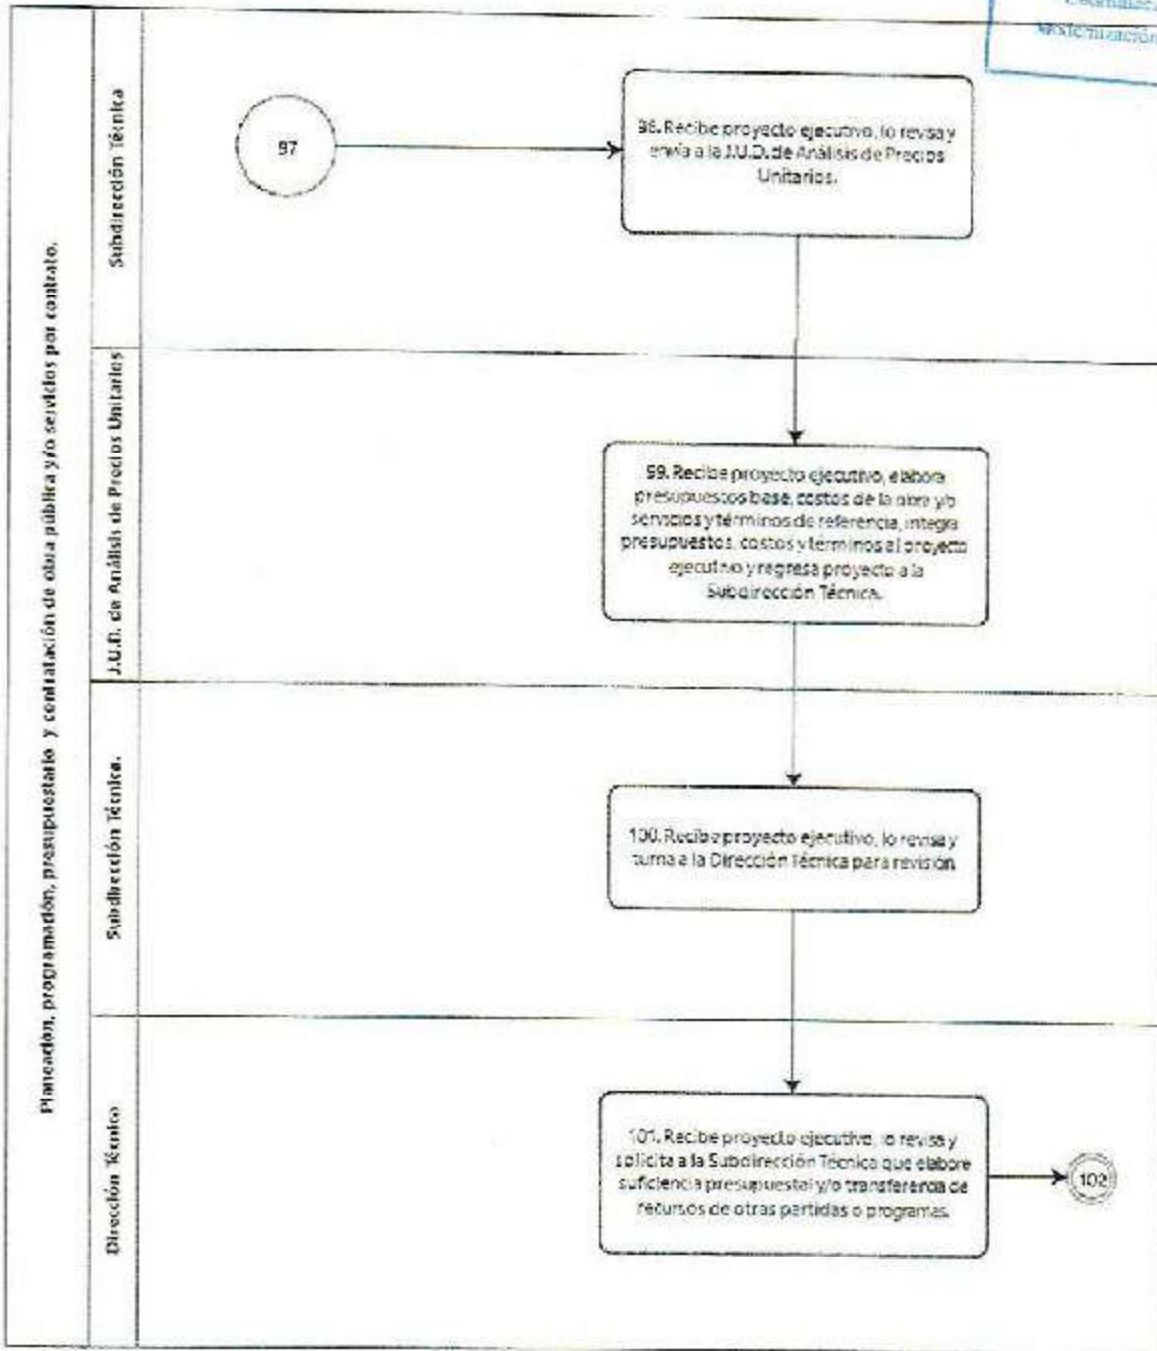 Modernización
Planeación, programación, presupuestario y contratación de obra pública y/o servicios por contrato.
Subdirección Técnica
97
98. Recibe proyecto ejecutivo, lo revisa y
envía a la J.U.D. de Análisis de Precios
Unitarios.
J.U.D. de Análisis de Precios Unitarios
99. Recibe proyecto ejecutivo, elabora
presupuestos base, costos de la obra y/o
servicios y términos de referencia, integra
presupuestos, costos y términos al proyecto
ejecutivo y regresa proyecto a la
Subdirección Técnica.
Subdirección Técnica.
100. Recibe proyecto ejecutivo, lo revisa y
turna a la Dirección Técnica para revisión.
Dirección Técnico
101. Recibe proyecto ejecutivo, lo revisa y
solicita a la Subdirección Técnica que elabore
suficiencia presupuestal y/o transferencia de
recursos de otras partidas o programas.
102